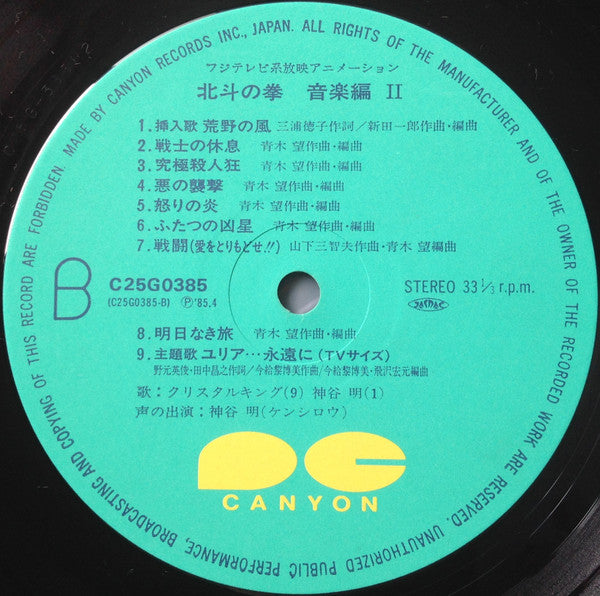 MADE BY CANYON RECORDS INC., JAPAN. ALL RIGHTS OF THE MANUFACTURER AND OF THE OWNER OF THE RECORDED WORK ARE RESERVED. UNAUTHORIZED PUBLIC PERFORMANCE, BROADCASTING AND COPYING OF THIS RECORD ARE FORBIDDEN.
フジテレビ系放映アニメーション
北斗の拳 音楽編 II
1. 挿入歌 荒野の風 三浦徳子作詞/新田一郎作曲・編曲
2. 戦士の休息 青木 望作曲・編曲
3. 究極殺人狂 青木 望作曲・編曲
4. 悪の襲撃 青木 望作曲・編曲
5. 怒りの炎 青木 望作曲・編曲
6. ふたつの凶星 青木 望作曲・編曲
7. 戦闘(愛をとりもどせ!!) 山下三智夫作曲・青木 望編曲
B
C25G0385
(C25G0385-B) Ⓟ'85.4
STEREO 33 1/3 r.p.m.
8. 明日なき旅 青木 望作曲・編曲
9. 主題歌 ユリア…永遠に (TVサイズ)
野元英俊・田中昌之作詞/今給黎博美作曲/今給黎博美・飛沢宏元編曲
歌:クリスタルキング(9) 神谷 明(1)
声の出演:神谷 明(ケンシロウ)
PC
CANYON